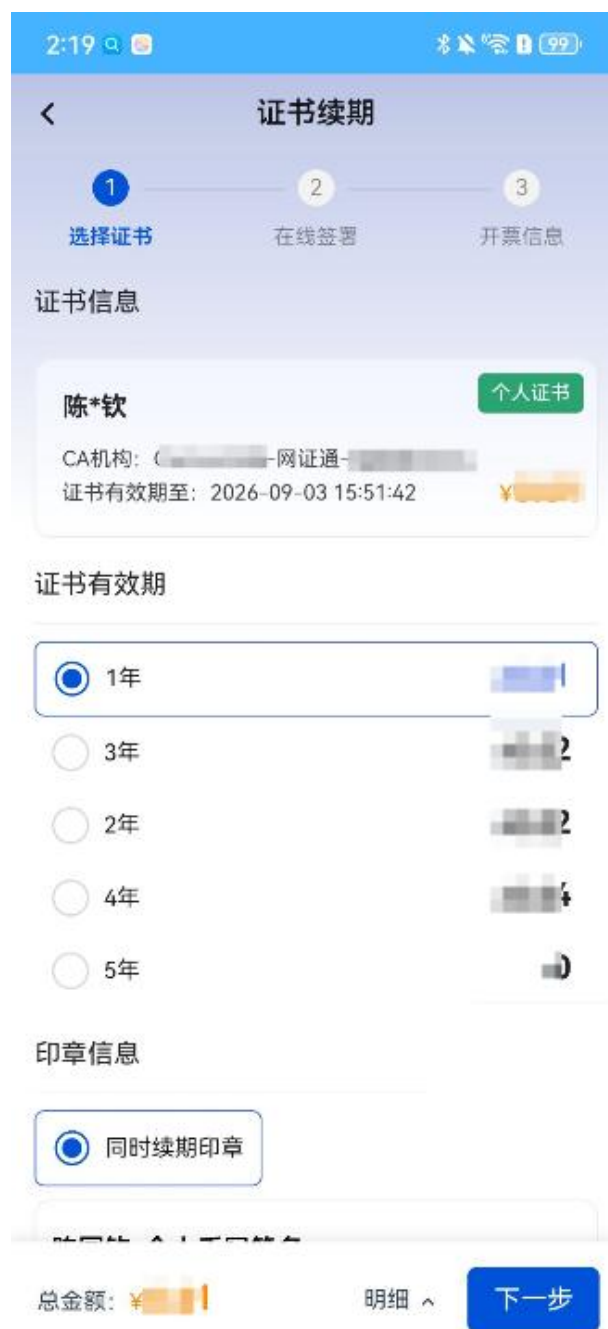 2:19
99
证书续期
1
2
3
选择证书
在线签署
开票信息
证书信息
陈*钦
个人证书
CA机构:
-网证通-
证书有效期至: 2026-09-03 15:51:42
¥
证书有效期
1年
3年
2
2年
2
4年
4
5年
0
印章信息
同时续期印章
总金额: ¥
明细
下一步